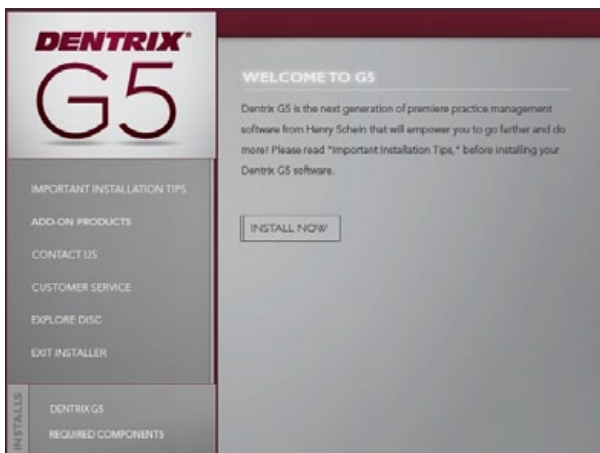 DENTRIX
G5
IMPORTANT INSTALLATION TIPS
ADD-ON PRODUCTS
CONTACT US
CUSTOMER SERVICE
EXPLORE DISC
EXIT INSTALLER
INSTALLS
DENTRIX G5
REQUIRED COMPONENTS
WELCOME TO G5
Dentrix G5 is the next generation of premiere practice management
software from Henry Schein that will empower you to go farther and do
more! Please read "Important Installation Tips," before installing your
Dentrix G5 software.
INSTALL NOW